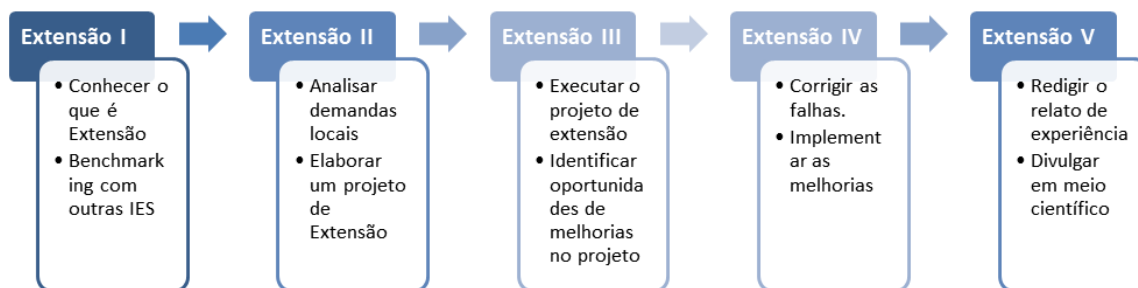 Extensão I
• Conhecer o
que é
Extensão
• Benchmark
ing com
outras IES
Extensão II
• Analisar
demandas
locais
• Elaborar
um projeto
de
Extensão
Extensão III
• Executar o
projeto de
extensão
• Identificar
oportunida
des de
melhorias
no projeto
Extensão IV
• Corrigir as
falhas.
• Implement
ar as
melhorias
Extensão V
• Redigir o
relato de
experiência
• Divulgar
em meio
científico